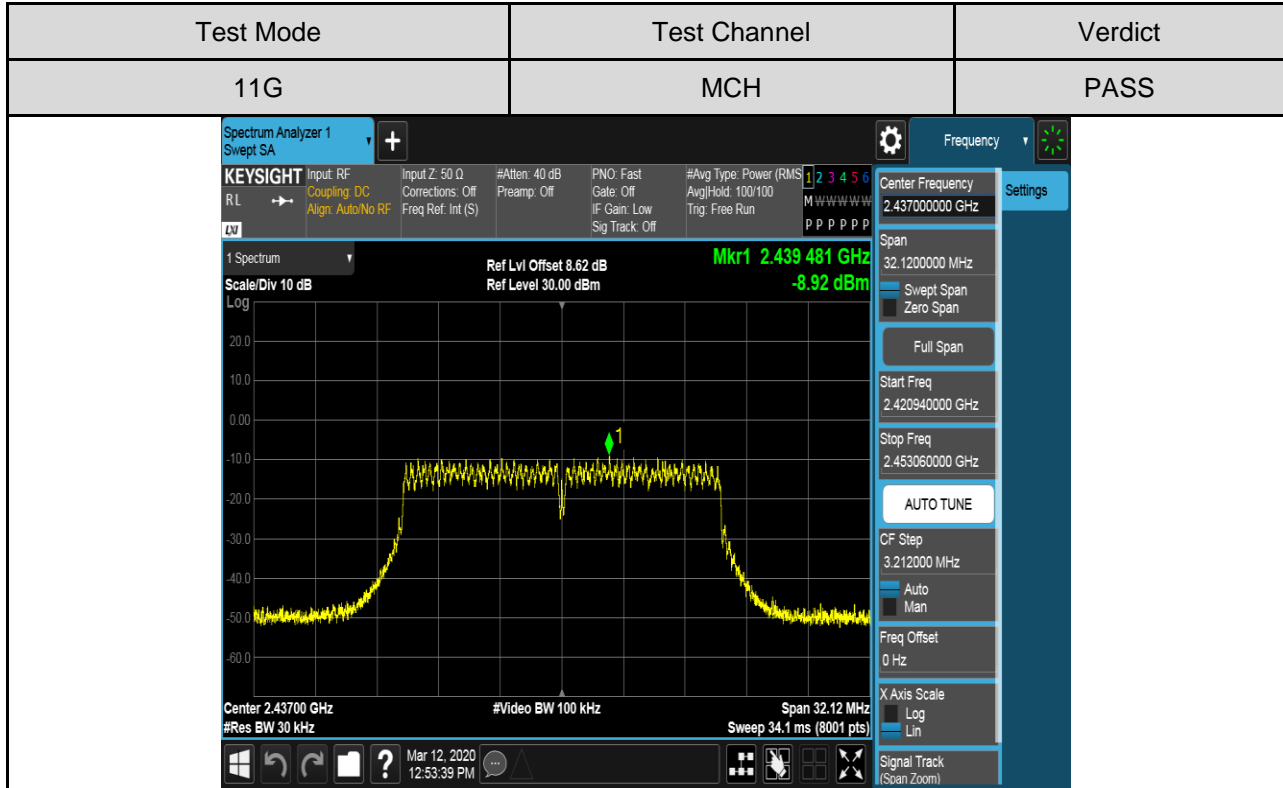 Test Mode Test Channel Verdict
11G MCH PASS
Spectrum Analyzer 1
Swept SA
+
Frequency
KEYSIGHT Input: RF Input Z: 50 Ω #Atten: 40 dB PNO: Fast #Avg Type: Power (RMS 1 2 3 4 5 6
RL Coupling: DC Corrections: Off Preamp: Off Gate: Off Avg|Hold: 100/100 M W W W W W
Align: Auto/No RF Freq Ref: Int (S) IF Gain: Low Trig: Free Run
LXI Sig Track: Off P P P P P P
1 Spectrum
Scale/Div 10 dB
Ref Lvl Offset 8.62 dB
Ref Level 30.00 dBm
Mkr1 2.439 481 GHz
-8.92 dBm
Log
20.0
10.0
0.00
1
-10.0
-20.0
-30.0
-40.0
-50.0
-60.0
Center 2.43700 GHz #Video BW 100 kHz Span 32.12 MHz
#Res BW 30 kHz Sweep 34.1 ms (8001 pts)
Center Frequency
2.437000000 GHz
Settings
Span
32.1200000 MHz
Swept Span
Zero Span
Full Span
Start Freq
2.420940000 GHz
Stop Freq
2.453060000 GHz
AUTO TUNE
CF Step
3.212000 MHz
Auto
Man
Freq Offset
0 Hz
X Axis Scale
Log
Lin
Signal Track
(Span Zoom)
?
Mar 12, 2020
12:53:39 PM